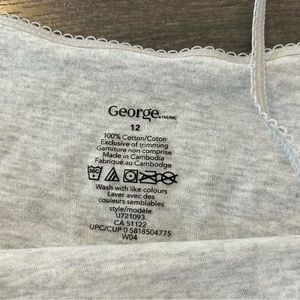 George
12
100% Cotton/Coton
Exclusive of trimming
Garniture non comprise
Made in Cambodia
Fabriqué au Cambodge
Wash with like colours
Laver avec des
couleurs semblables
style/modèle
U721093
CA 51122
UPC/CUP 0 5818504775
W04